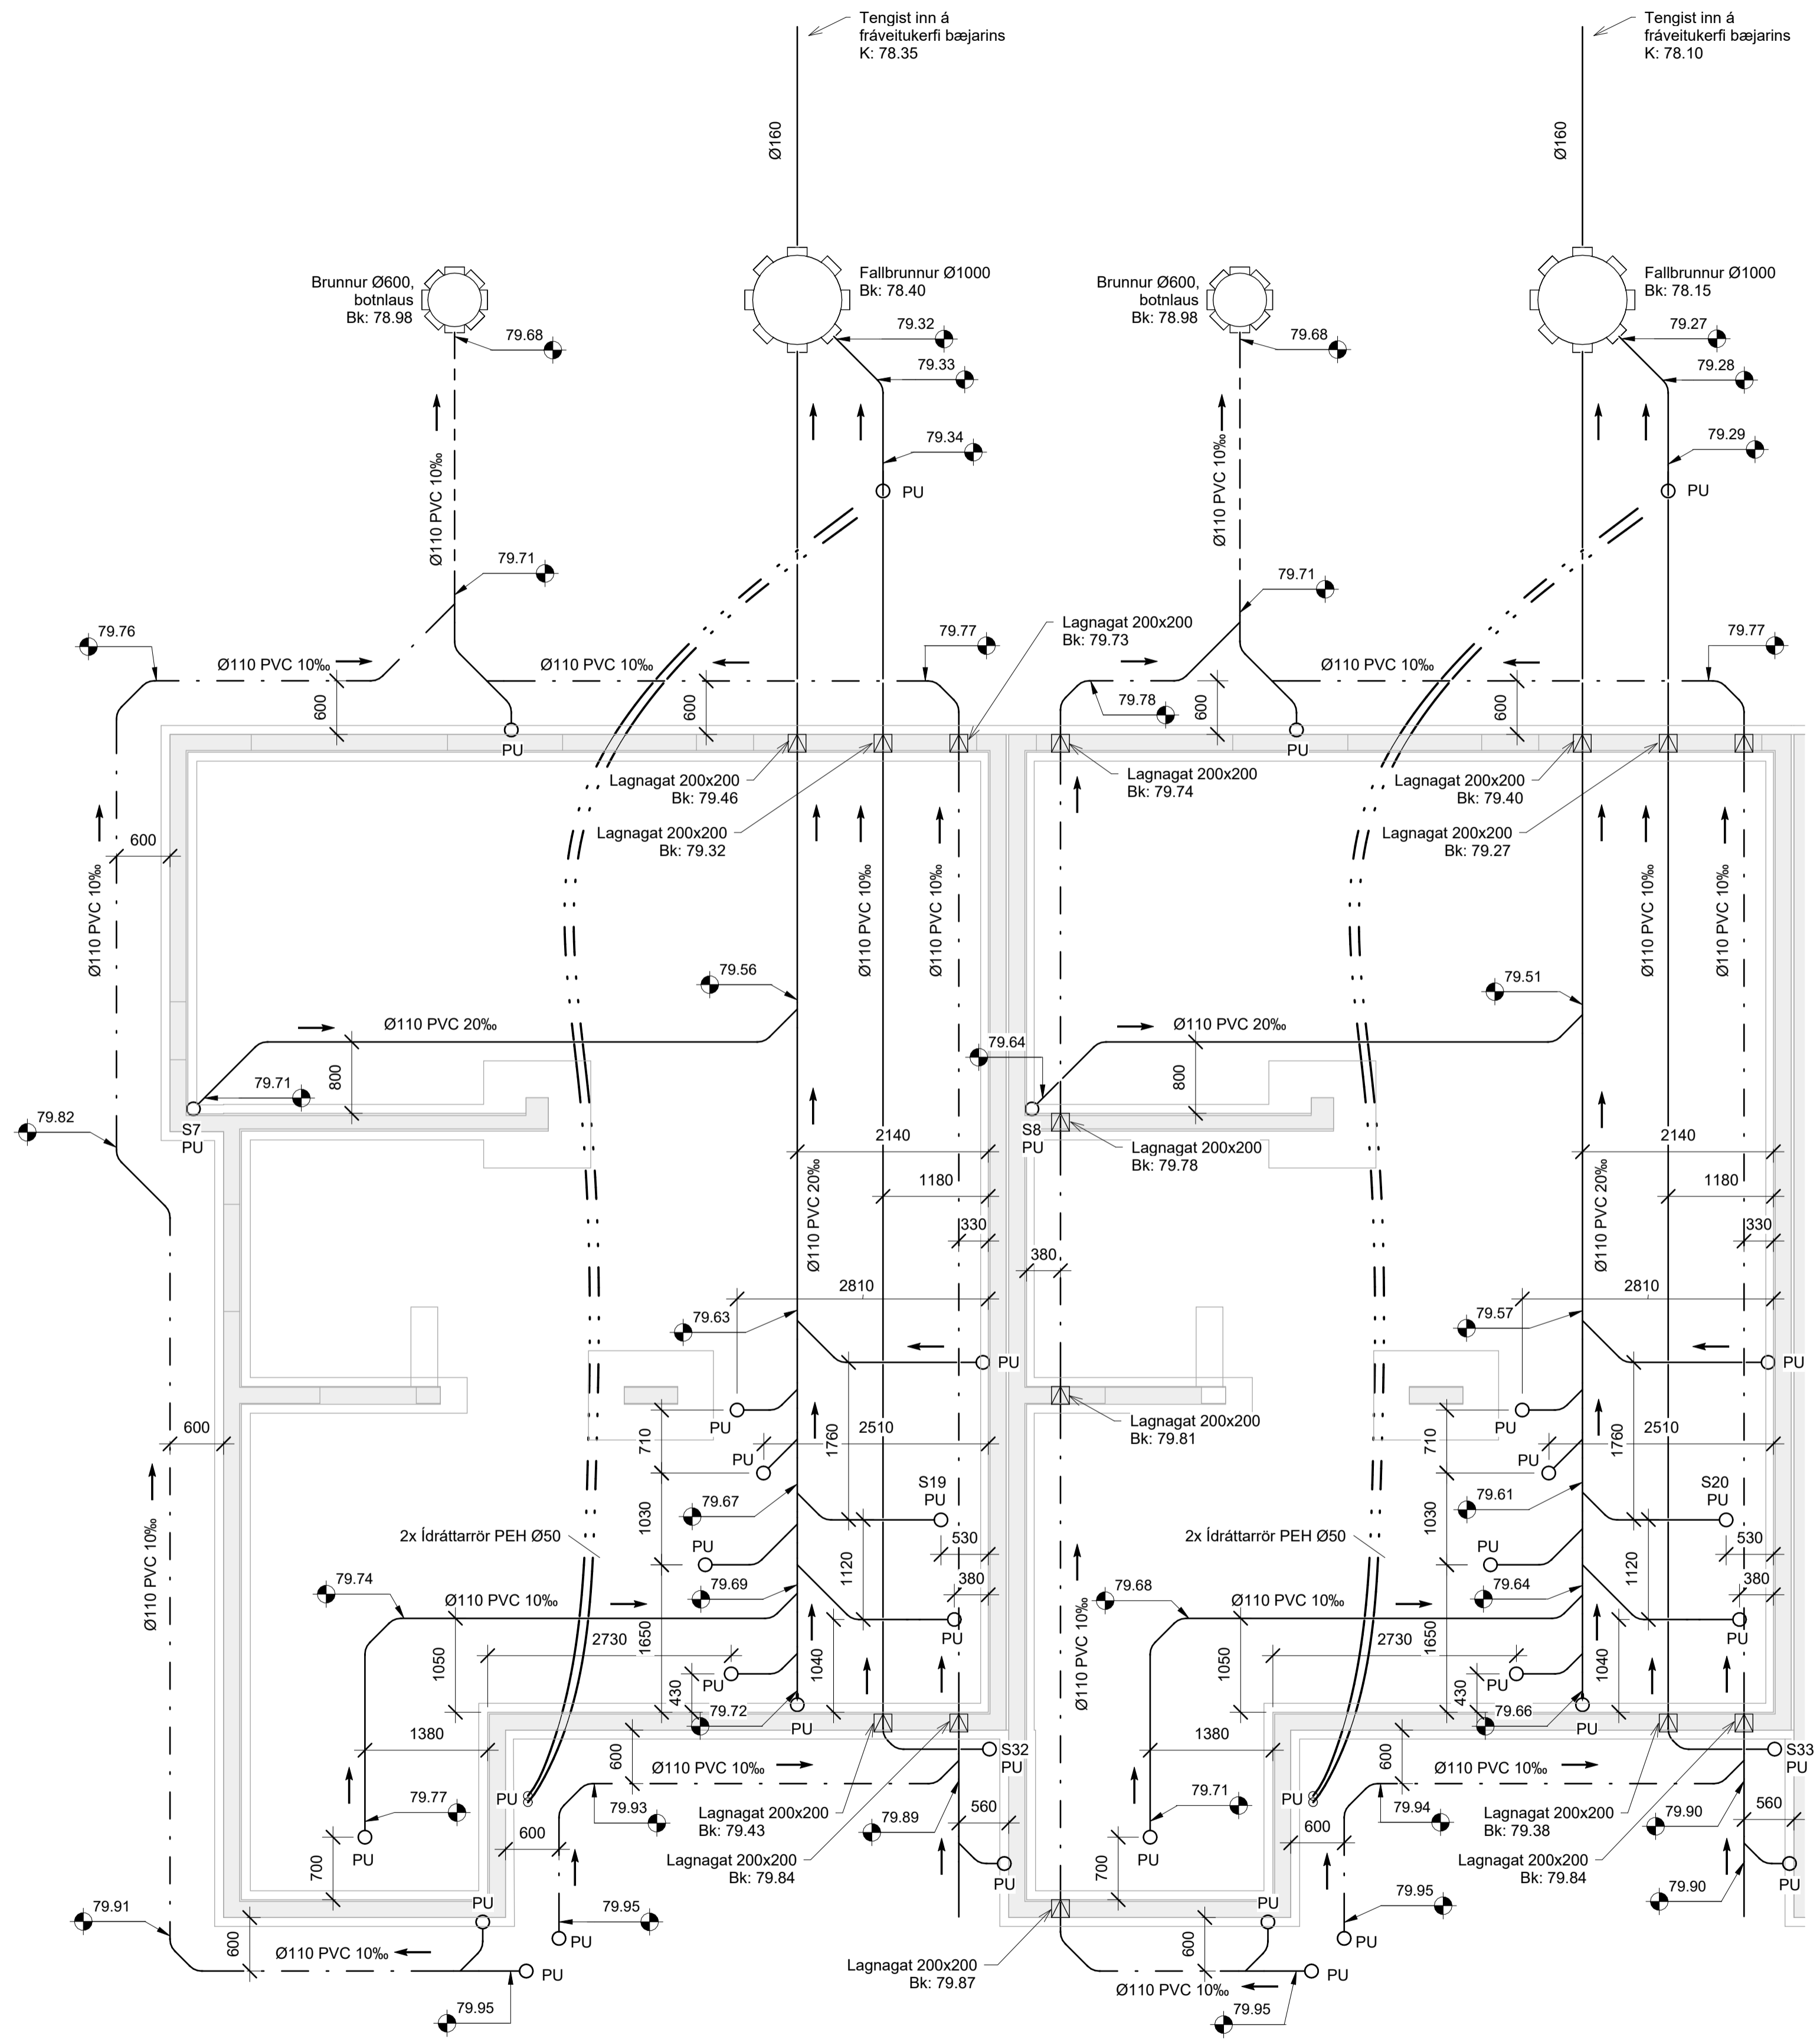 Tengist inn á
fráveitukerfi bæjarins
K: 78.35
Tengist inn á
fráveitukerfi bæjarins
K: 78.10
Ø160
Ø160
Brunnur Ø600,
botnlaus
Bk: 78.98
Fallbrunnur Ø1000
Bk: 78.40
Brunnur Ø600,
botnlaus
Bk: 78.98
Fallbrunnur Ø1000
Bk: 78.15
79.68
79.32
79.33
79.68
79.27
79.28
79.34
79.29
Ø110 PVC 10‰
Ø110 PVC 10‰
PU
PU
79.71
79.71
79.76
Ø110 PVC 10‰
Ø110 PVC 10‰
79.77
Lagnagat 200x200
Bk: 79.73
Ø110 PVC 10‰
79.77
600
600
79.78
600
600
PU
PU
Lagnagat 200x200
Bk: 79.46
Lagnagat 200x200
Bk: 79.74
Lagnagat 200x200
Bk: 79.40
Lagnagat 200x200
Bk: 79.32
Lagnagat 200x200
Bk: 79.27
600
Ø110 PVC 10‰
Ø110 PVC 10‰
Ø110 PVC 10‰
Ø110 PVC 10‰
Ø110 PVC 10‰
79.56
79.51
Ø110 PVC 20‰
Ø110 PVC 20‰
79.64
79.71
800
800
79.82
S7
PU
S8
PU
Lagnagat 200x200
Bk: 79.78
2140
2140
1180
1180
Ø110 PVC 20‰
Ø110 PVC 20‰
330
330
380
2810
2810
79.63
79.57
PU
PU
600
PU
PU
Lagnagat 200x200
Bk: 79.81
710
1760
2510
710
1760
2510
PU
PU
79.67
S19
PU
79.61
S20
PU
1030
1030
2x Ídráttarrör PEH Ø50
2x Ídráttarrör PEH Ø50
PU
PU
530
530
1120
1120
Ø110 PVC 10‰
Ø110 PVC 10‰
79.74
79.69
79.68
79.64
380
380
Ø110 PVC 10‰
Ø110 PVC 10‰
PU
PU
1050
2730
1650
1040
1050
2730
1650
1040
PU
PU
430
430
79.72
79.66
PU
PU
1380
600
S32
PU
1380
600
S33
PU
Ø110 PVC 10‰
Ø110 PVC 10‰
79.77
PU
79.93
Lagnagat 200x200
Bk: 79.43
79.89
560
79.71
PU
79.94
Lagnagat 200x200
Bk: 79.38
79.90
560
700
PU
600
Lagnagat 200x200
Bk: 79.84
PU
700
PU
600
Lagnagat 200x200
Bk: 79.84
PU
79.91
PU
79.95
PU
79.95
79.90
600
PU
600
PU
Ø110 PVC 10‰
PU
Lagnagat 200x200
Bk: 79.87
Ø110 PVC 10‰
PU
79.95
79.95